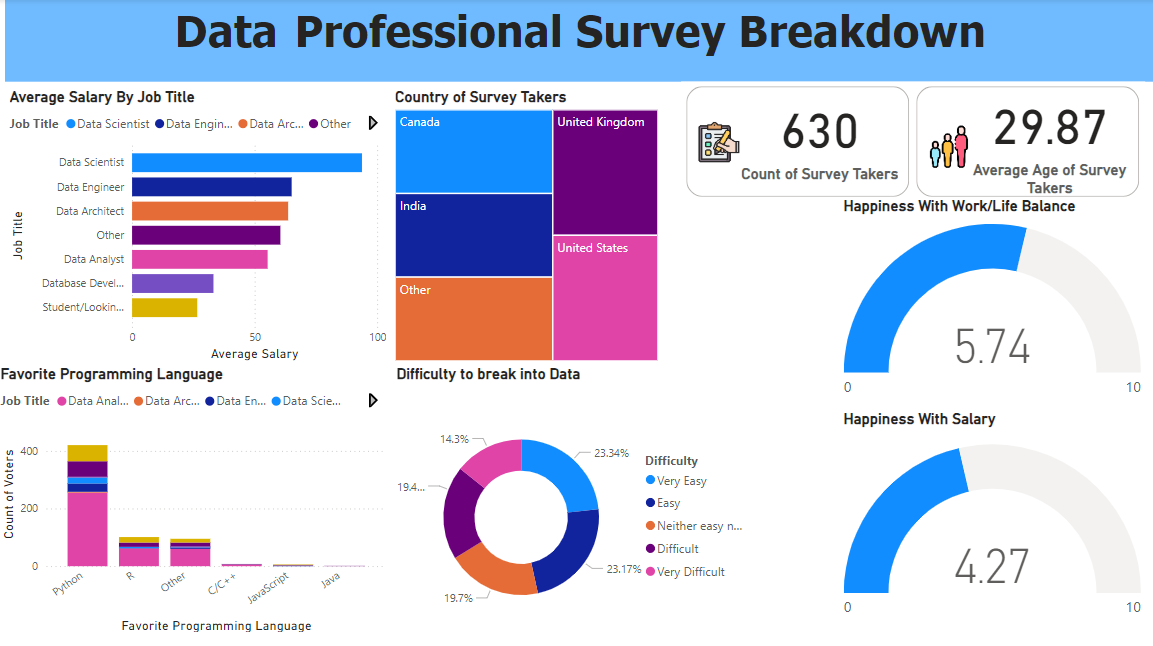 Data Professional Survey Breakdown
Average Salary By Job Title
Job Title Data Scientist Data Engin... Data Arc... Other
Job Title
Data Scientist
Data Engineer
Data Architect
Other
Data Analyst
Database Devel...
Student/Lookin...
0 50 100
Average Salary
Country of Survey Takers
Canada
United Kingdom
India
United States
Other
630
Count of Survey Takers
29.87
Average Age of Survey
Takers
Happiness With Work/Life Balance
5.74
0 10
Favorite Programming Language
Job Title Data Anal... Data Arc... Data En... Data Scie...
Count of Voters
400
200
0
Python R Other C/C++ JavaScript Java
Favorite Programming Language
Difficulty to break into Data
14.3%
23.34%
19.4...
23.17%
19.7%
Difficulty
Very Easy
Easy
Neither easy n...
Difficult
Very Difficult
Happiness With Salary
4.27
0 10